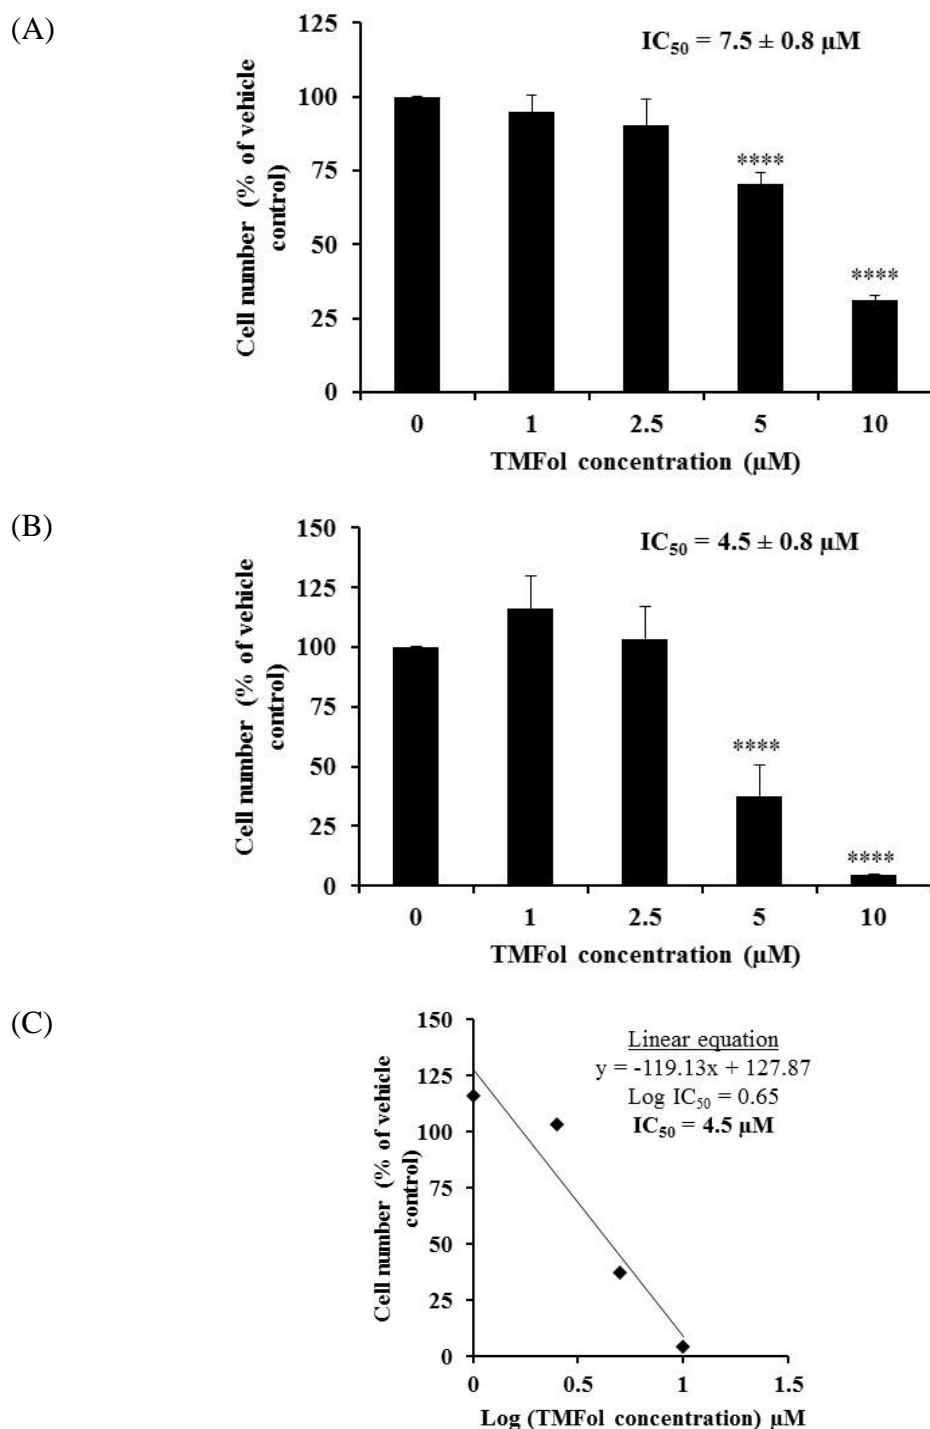 (A)
125
100
75
50
25
0
Cell number (% of vehicle
control)
IC₅₀ = 7.5 ± 0.8 µM
****
****
0 1 2.5 5 10
TMFol concentration (µM)
(B)
150
125
100
75
50
25
0
Cell number (% of vehicle
control)
IC₅₀ = 4.5 ± 0.8 µM
****
****
0 1 2.5 5 10
TMFol concentration (µM)
(C)
150
125
100
75
50
25
0
Cell number (% of vehicle
control)
Linear equation
y = -119.13x + 127.87
Log IC₅₀ = 0.65
IC₅₀ = 4.5 µM
0 0.5 1 1.5
Log (TMFol concentration) µM